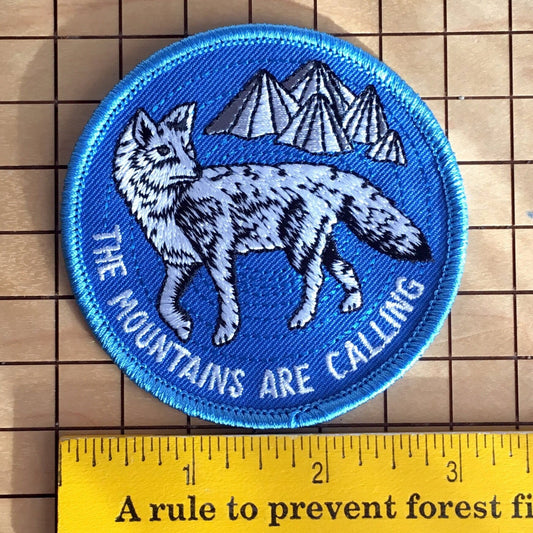 THE MOUNTAINS ARE CALLING
1 2 3
A rule to prevent forest fi